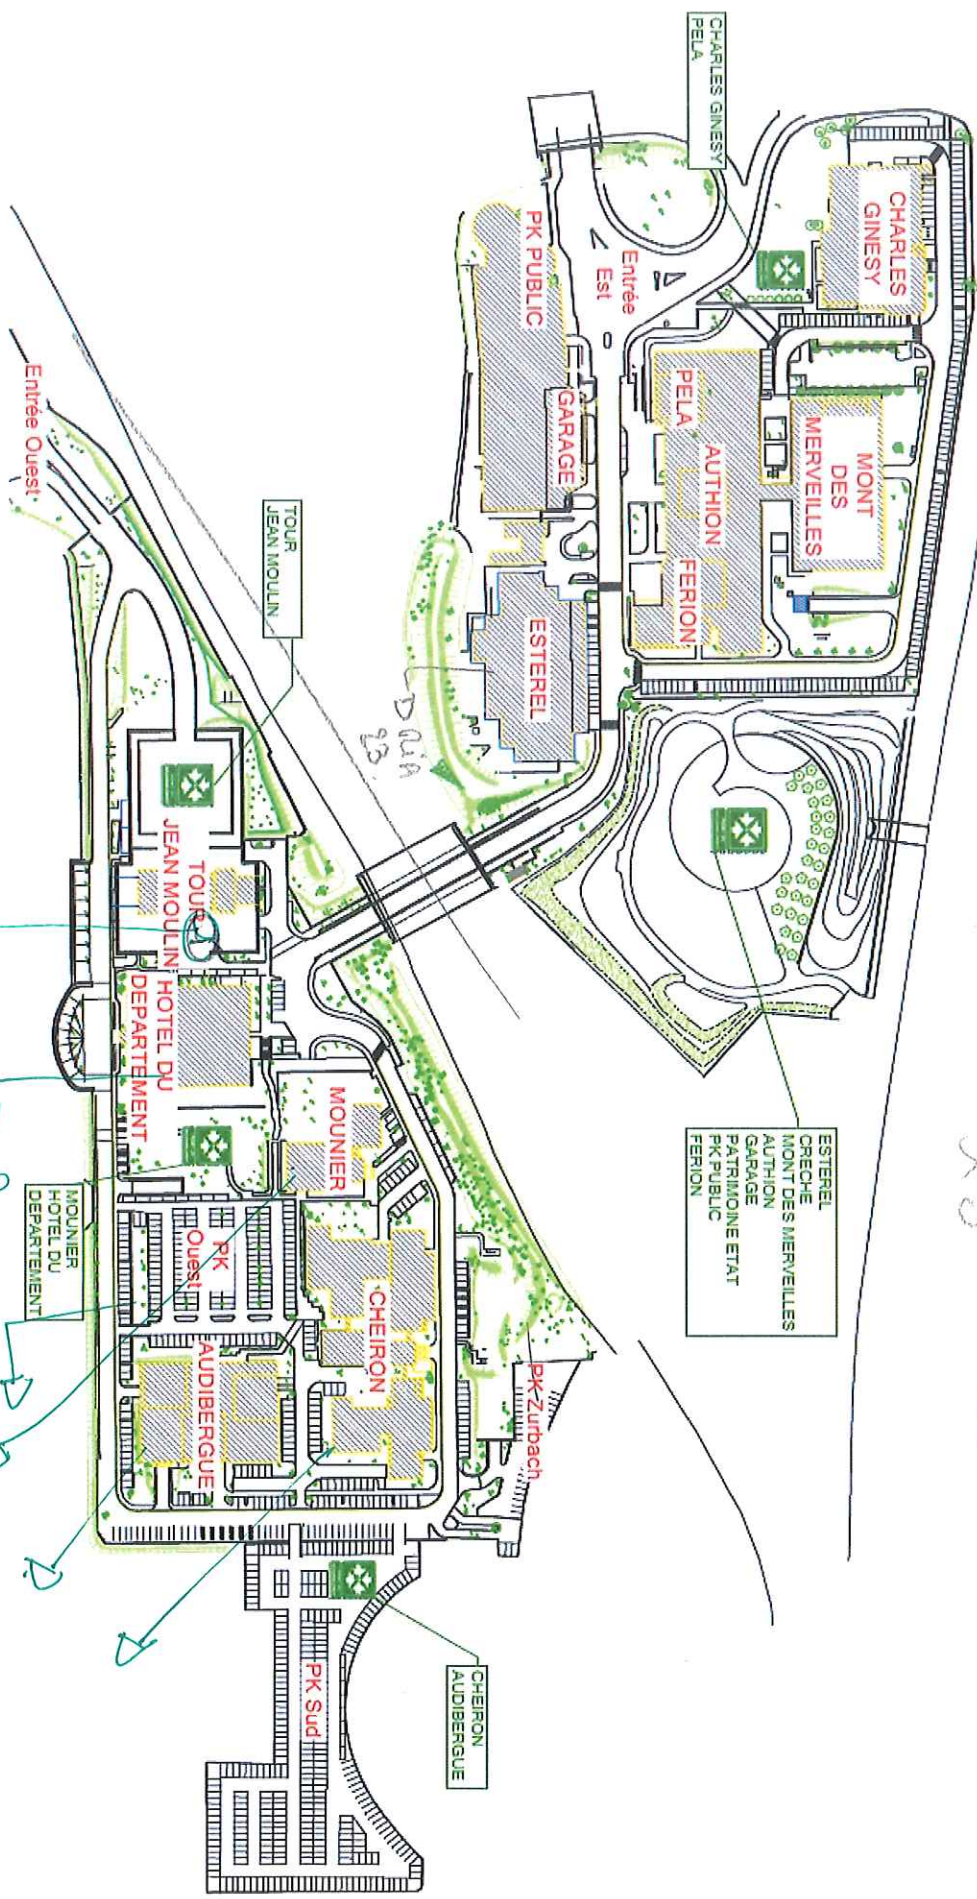 CHARLES GINESY
PELA
CHARLES
GINESY
MONT
DES
MERVEILLES
PELA
AUTHION
FERION
Entrée
Est
PK PUBLIC
GARAGE
ESTEREL
ESTEREL
CRECHE
MONT DES MERVEILLES
AUTHION
GARAGE
PATRIMOINE ETAT
PK PUBLIC
FERION
Entrée Ouest
TOUR
JEAN MOULIN
TOUR
JEAN MOULIN
HOTEL DU
DEPARTEMENT
MOUNIER
MOUNIER
HOTEL DU
DEPARTEMENT
PK
Ouest
CHEIRON
AUDIBERGUE
PK Zurbach
PK Sud
CHEIRON
AUDIBERGUE